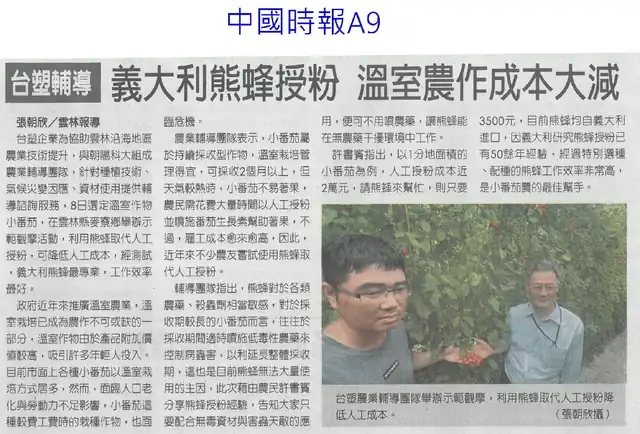 中國時報A9
台塑輔導
義大利熊蜂授粉 溫室農作成本大減
張朝欣／雲林報導
台塑企業為協助雲林沿海地區
農業技術提升，與朝陽科大組成
農業輔導團隊，針對種植技術、
氣候災變因應、資材使用提供輔
導諮詢服務，8日選定溫室作物
小番茄，在雲林縣麥寮鄉舉辦示
範觀摩活動，利用熊蜂取代人工
授粉，可降低人工成本，經測試
，義大利熊蜂最專業，工作效率
最好。
政府近年來推廣溫室農業，溫
室栽培已成為農作不可或缺的一
部分，溫室作物由於產品附加價
值較高，吸引許多年輕人投入。
目前市面上各種小番茄以溫室栽
培方式居多，然而，面臨人口老
化與勞動力不足影響，小番茄這
種較費工費時的栽種作物，也面
臨危機。
農業輔導團隊表示，小番茄屬
於持續採收型作物，溫室栽培管
理得宜，可採收2個月以上，但
天氣較熱時，小番茄不易著果，
農民需花費大量時間以人工授粉
並噴施番茄生長素幫助著果，不
過，雇工成本愈來愈高，因此，
近年來不少農友嘗試使用熊蜂取
代人工授粉。
輔導團隊指出，熊蜂對於各類
農藥、殺蟲劑相當敏感，對於採
收期較長的小番茄而言，往往於
採收期間適時噴施低毒性農藥來
控制病蟲害，以利延長整體採收
期，這也是目前熊蜂無法大量使
用的主因，此次藉由農民許書賓
分享熊蜂授粉經驗，告知大家只
要配合無毒資材與害蟲天敵的應
用，便可不用噴農藥，讓熊蜂能
在無農藥干擾環境中工作。
許書賓指出，以1分地面積的
小番茄為例，人工授粉成本近
2萬元，請熊蜂來幫忙，則只要
3500元，目前熊蜂均自義大利
進口，因義大利研究熊蜂授粉已
有50餘年經驗，經過特別選種
、配種的熊蜂工作效率非常高，
是小番茄農的最佳幫手。
台塑農業輔導團隊舉辦示範觀摩，利用熊蜂取代人工授粉降
低人工成本。 （張朝欣攝）